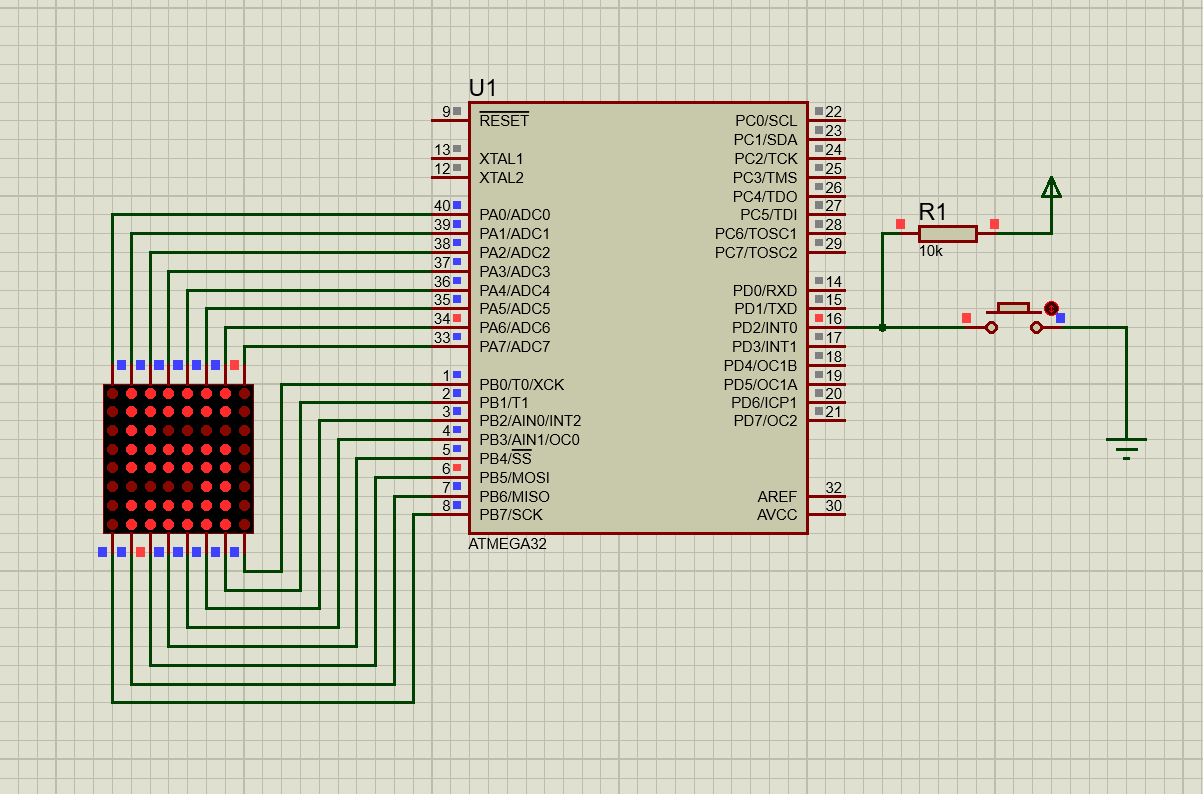 U1
9 RESET
13 XTAL1
12 XTAL2
40 PA0/ADC0
39 PA1/ADC1
38 PA2/ADC2
37 PA3/ADC3
36 PA4/ADC4
35 PA5/ADC5
34 PA6/ADC6
33 PA7/ADC7
1 PB0/T0/XCK
2 PB1/T1
3 PB2/AIN0/INT2
4 PB3/AIN1/OC0
5 PB4/SS
6 PB5/MOSI
7 PB6/MISO
8 PB7/SCK
PC0/SCL 22
PC1/SDA 23
PC2/TCK 24
PC3/TMS 25
PC4/TDO 26
PC5/TDI 27
PC6/TOSC1 28
PC7/TOSC2 29
PD0/RXD 14
PD1/TXD 15
PD2/INT0 16
PD3/INT1 17
PD4/OC1B 18
PD5/OC1A 19
PD6/ICP1 20
PD7/OC2 21
AREF 32
AVCC 30
ATMEGA32
R1
10k